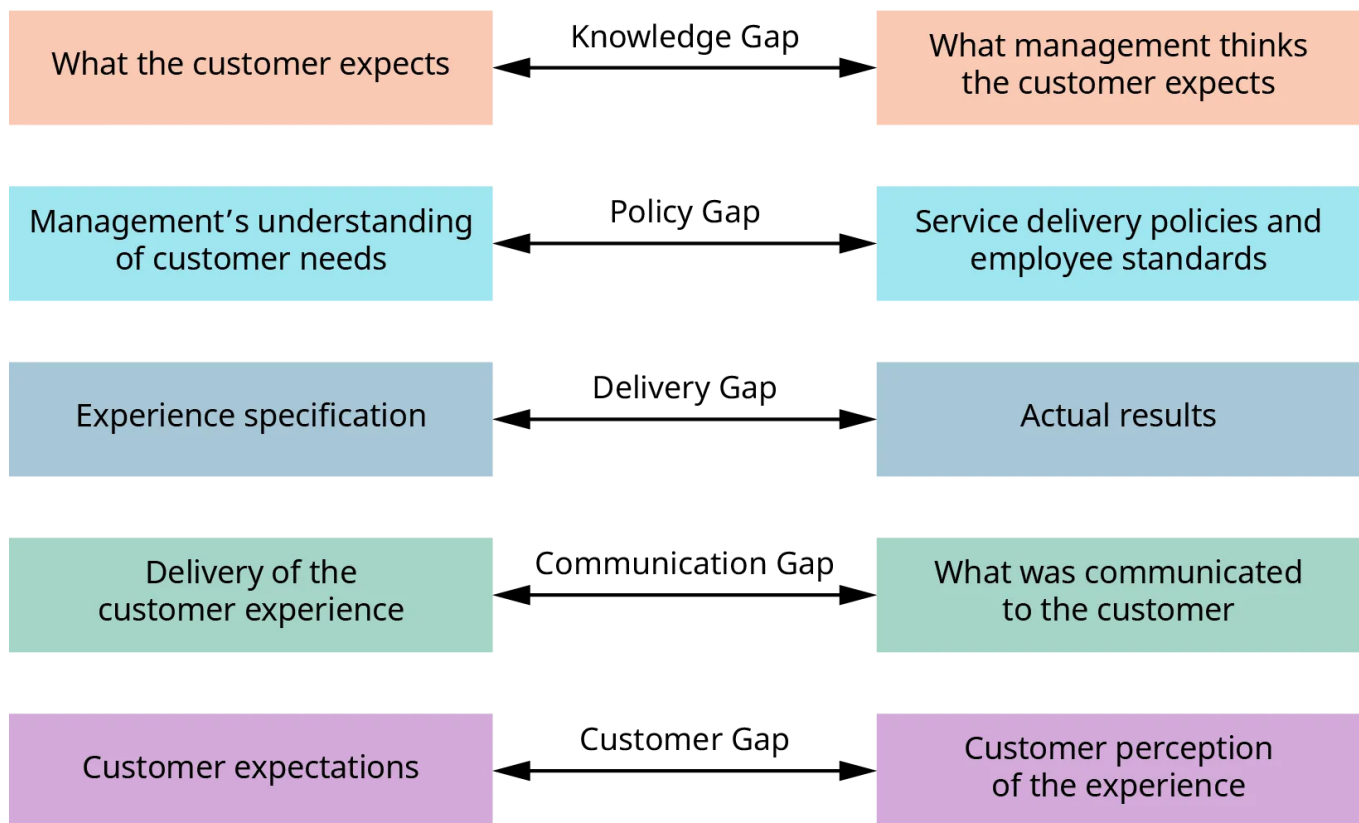 What the customer expects
Knowledge Gap
What management thinks
the customer expects
Management’s understanding
of customer needs
Policy Gap
Service delivery policies and
employee standards
Experience specification
Delivery Gap
Actual results
Delivery of the
customer experience
Communication Gap
What was communicated
to the customer
Customer expectations
Customer Gap
Customer perception
of the experience